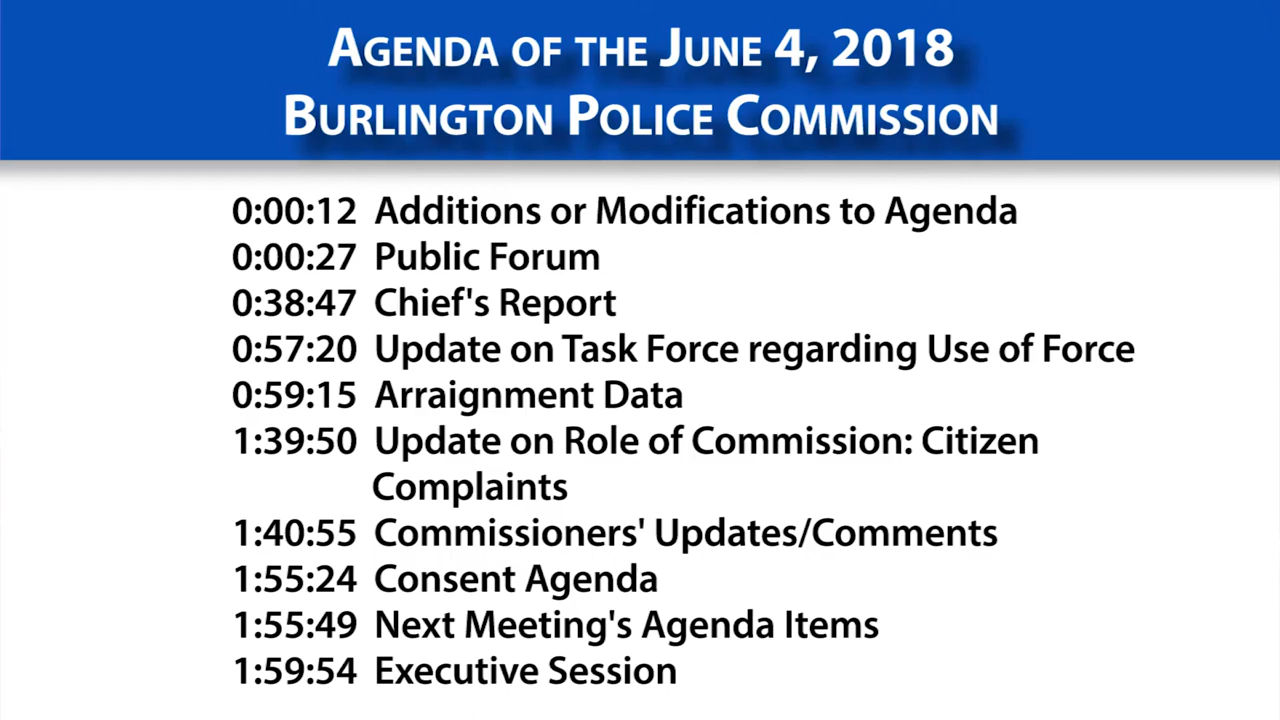 Agenda of the June 4, 2018
Burlington Police Commission
0:00:12 Additions or Modifications to Agenda
0:00:27 Public Forum
0:38:47 Chief's Report
0:57:20 Update on Task Force regarding Use of Force
0:59:15 Arraignment Data
1:39:50 Update on Role of Commission: Citizen
Complaints
1:40:55 Commissioners' Updates/Comments
1:55:24 Consent Agenda
1:55:49 Next Meeting's Agenda Items
1:59:54 Executive Session